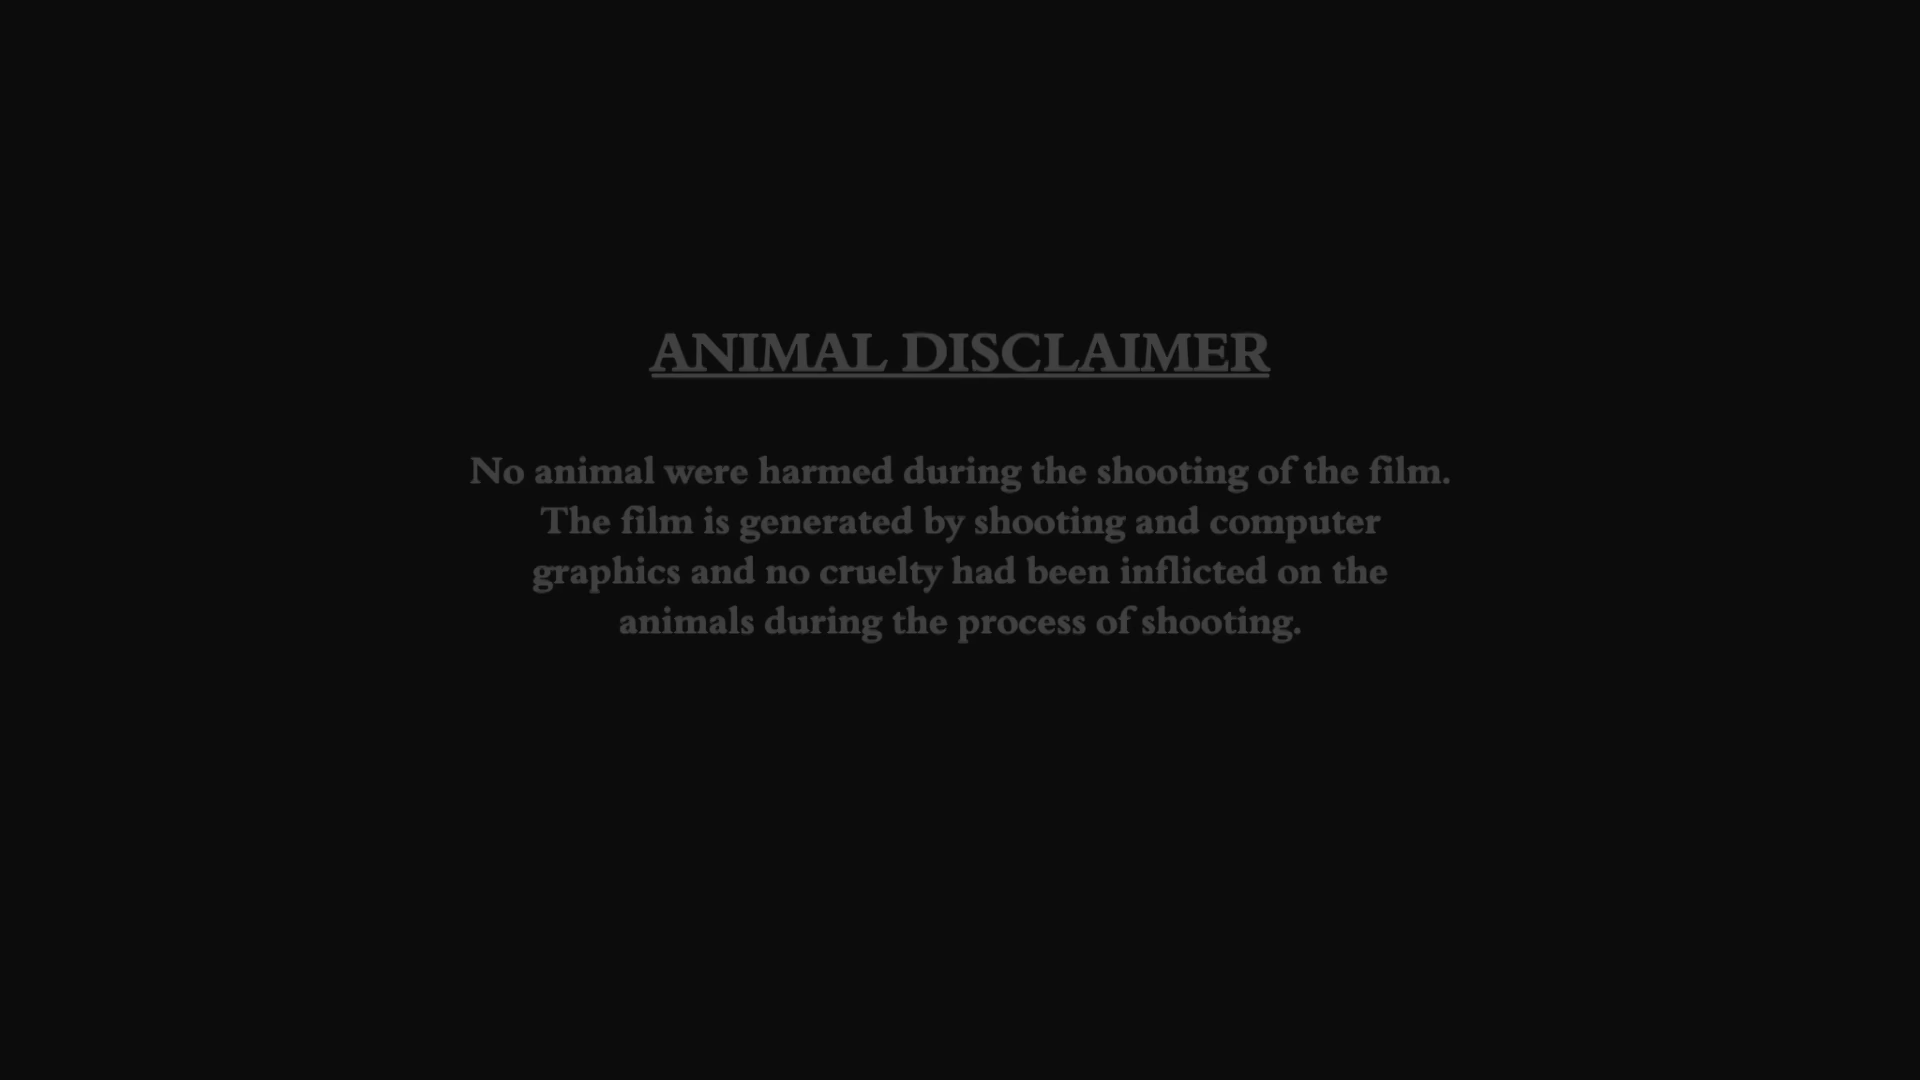 ANIMAL DISCLAIMER
No animal were harmed during the shooting of the film.
The film is generated by shooting and computer
graphics and no cruelty had been inflicted on the
animals during the process of shooting.